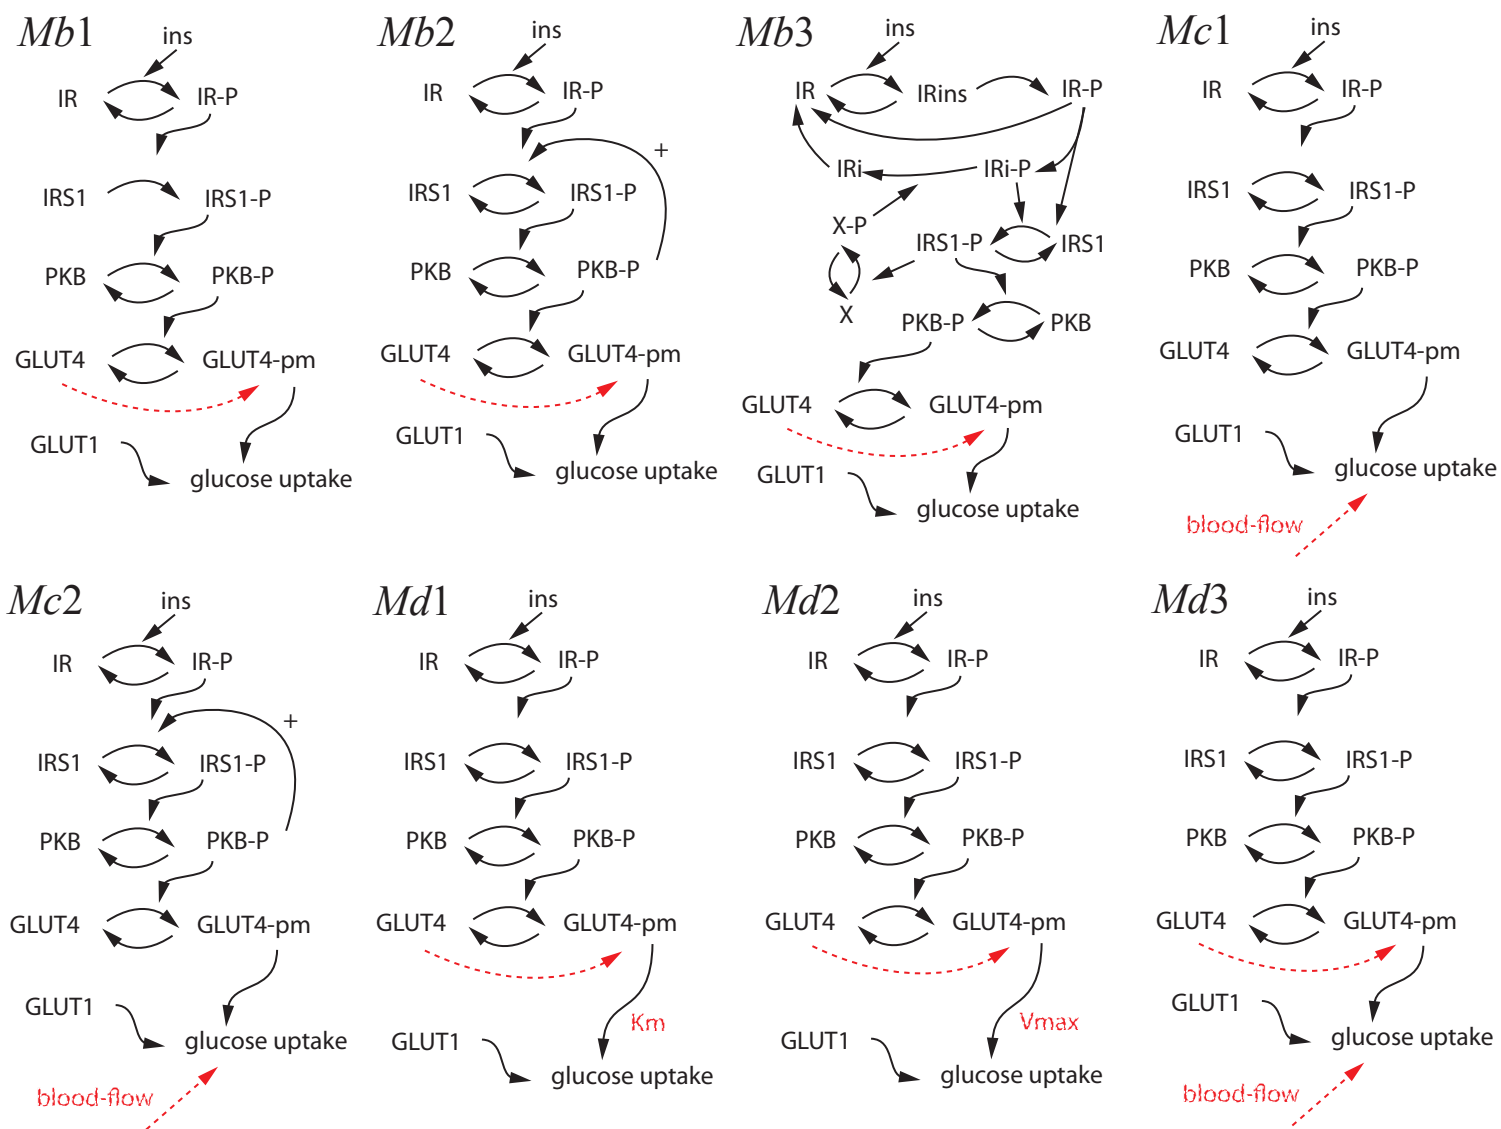 Mb1
ins
IR
IR-P
IRS1
IRS1-P
PKB
PKB-P
GLUT4
GLUT4-pm
GLUT1
glucose uptake
Mb2
ins
IR
IR-P
+
IRS1
IRS1-P
PKB
PKB-P
GLUT4
GLUT4-pm
GLUT1
glucose uptake
Mb3
ins
IR
IRins
IR-P
IRi
IRi-P
X-P
IRS1-P
IRS1
X
PKB-P
PKB
GLUT4
GLUT4-pm
GLUT1
glucose uptake
Mc1
ins
IR
IR-P
IRS1
IRS1-P
PKB
PKB-P
GLUT4
GLUT4-pm
GLUT1
glucose uptake
blood-flow
Mc2
ins
IR
IR-P
+
IRS1
IRS1-P
PKB
PKB-P
GLUT4
GLUT4-pm
GLUT1
glucose uptake
blood-flow
Md1
ins
IR
IR-P
IRS1
IRS1-P
PKB
PKB-P
GLUT4
GLUT4-pm
Km
GLUT1
glucose uptake
Md2
ins
IR
IR-P
IRS1
IRS1-P
PKB
PKB-P
GLUT4
GLUT4-pm
Vmax
GLUT1
glucose uptake
Md3
ins
IR
IR-P
IRS1
IRS1-P
PKB
PKB-P
GLUT4
GLUT4-pm
GLUT1
glucose uptake
blood-flow